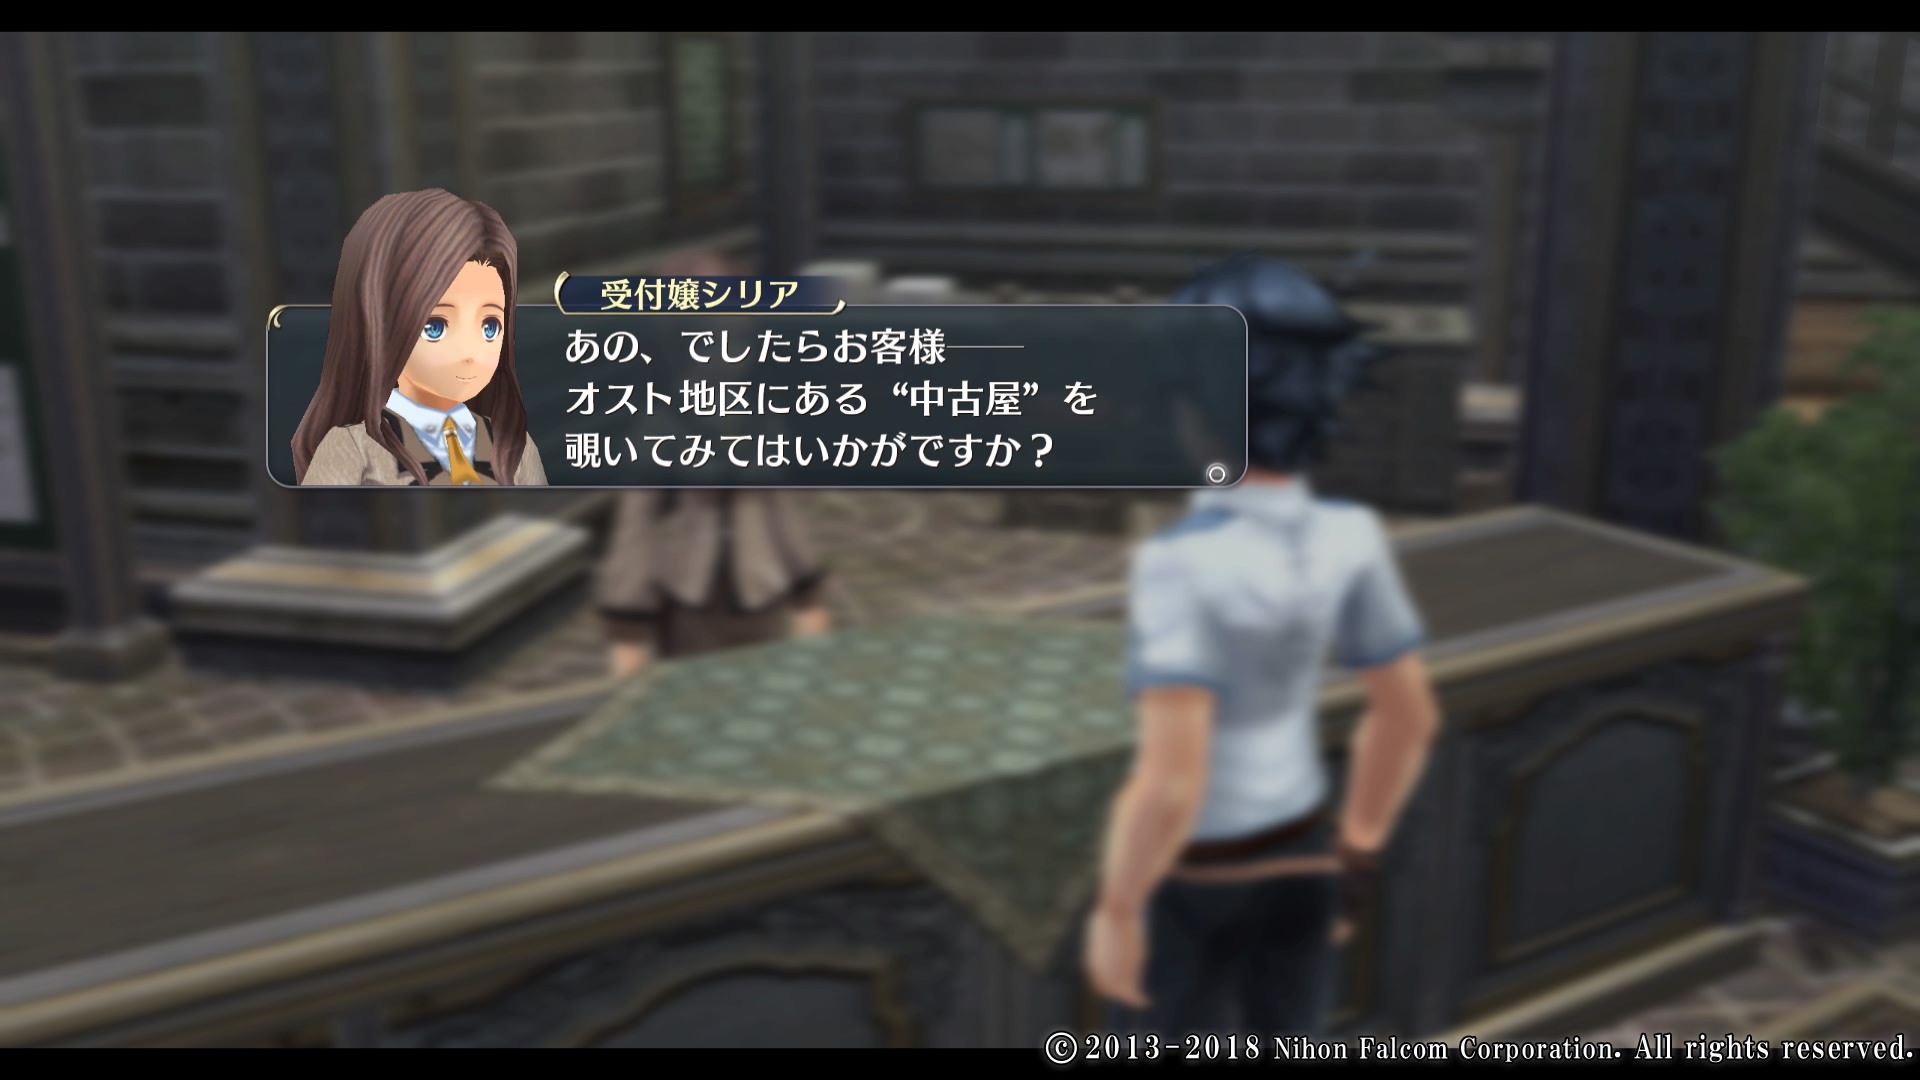 受付嬢シリア
あの、でしたらお客様――
オスト地区にある“中古屋”を
覗いてみてはいかがですか？
©2013-2018 Nihon Falcom Corporation. All rights reserved.